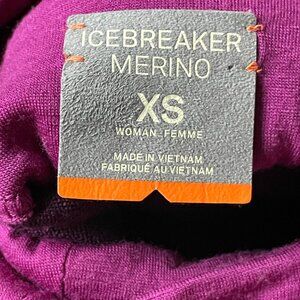 ICEBREAKER
MERINO
XS
WOMAN-FEMME
MADE IN VIETNAM
FABRIQUÉ AU VIETNAM